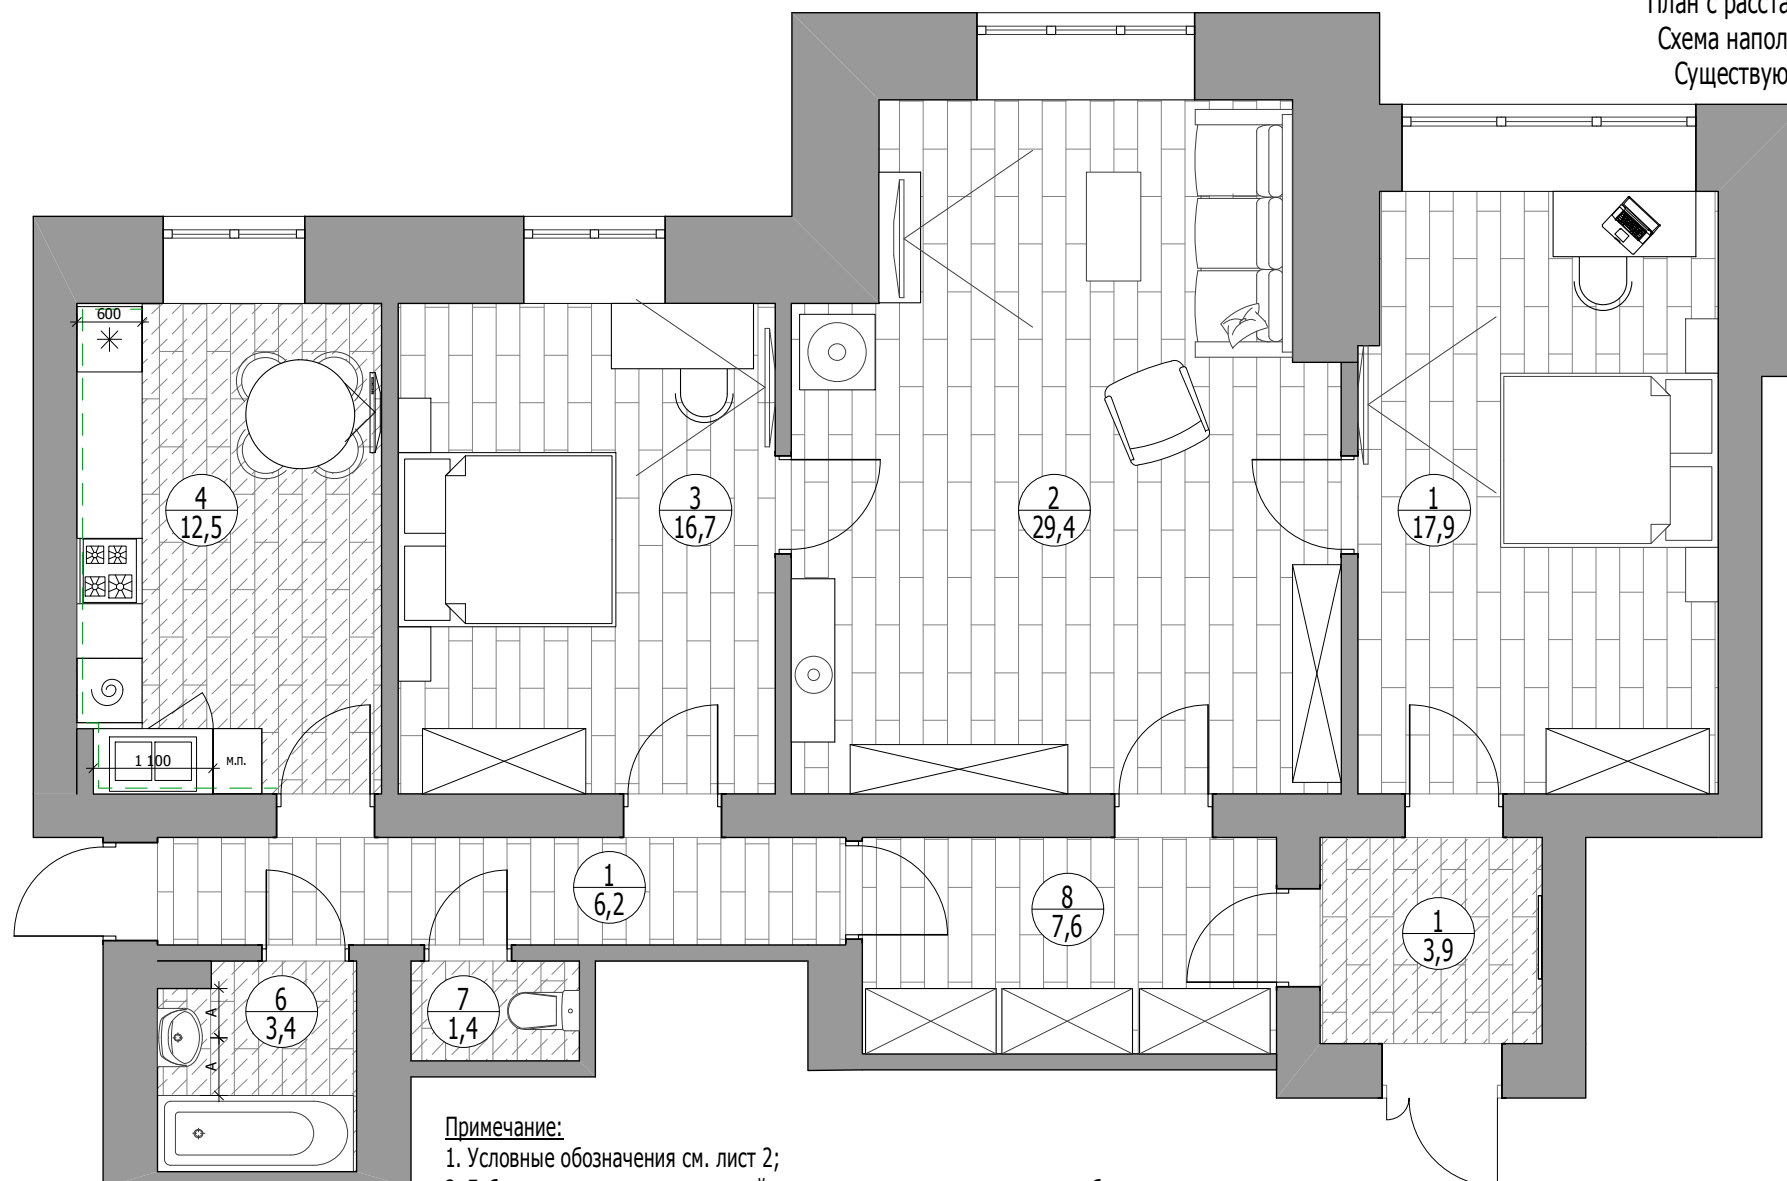 План с расста
Схема напол
Существую
600
4
12,5
3
16,7
2
29,4
1
17,9
1 100
м.п.
1
6,2
8
7,6
1
3,9
6
3,4
7
1,4
А
А
Примечание:
1. Условные обозначения см. лист 2;